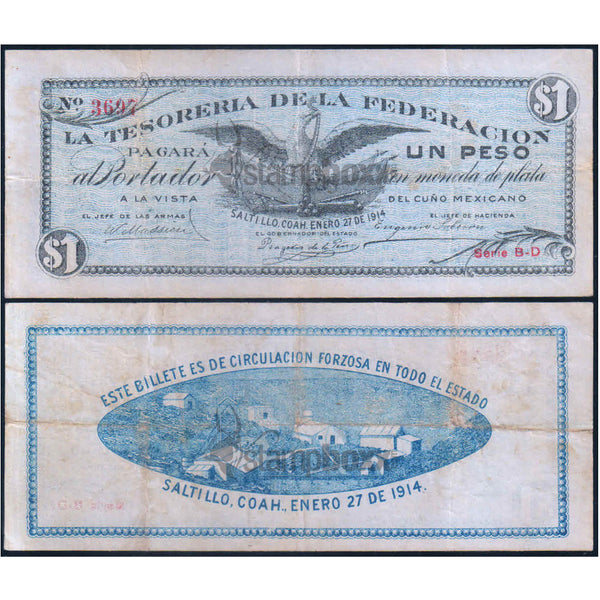 No 3697
$1
LA TESORERIA DE LA FEDERACION
PAGARÁ UN PESO
al Portador en moneda de plata
A LA VISTA DEL CUÑO MEXICANO
stampboxx
SALTILLO, COAH. ENERO 27 DE 1914
EL JEFE DE LAS ARMAS EL GOBERNADOR DEL ESTADO EL JEFE DE HACIENDA
$1
Serie B-D
ESTE BILLETE ES DE CIRCULACION FORZOSA EN TODO EL ESTADO
stampboxx
SALTILLO, COAH., ENERO 27 DE 1914.